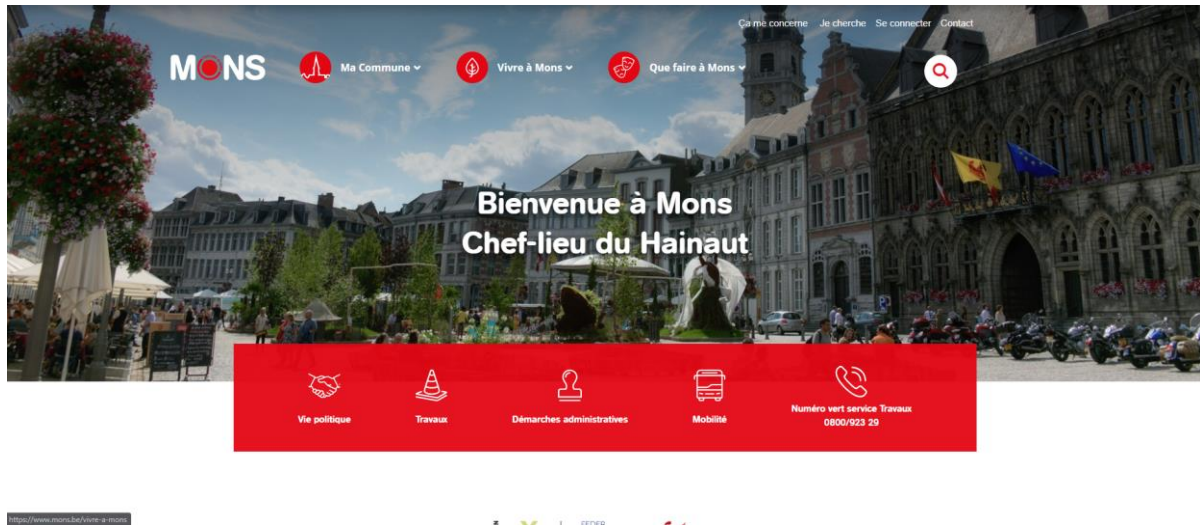 Ça me concerne Je cherche Se connecter Contact
MONS Ma Commune Vivre à Mons Que faire à Mons
Bienvenue à Mons
Chef-lieu du Hainaut
Vie politique Travaux Démarches administratives Mobilité Numéro vert service Travaux
0800/923 29
https://www.mons.be/vivre-a-mons
FEDER